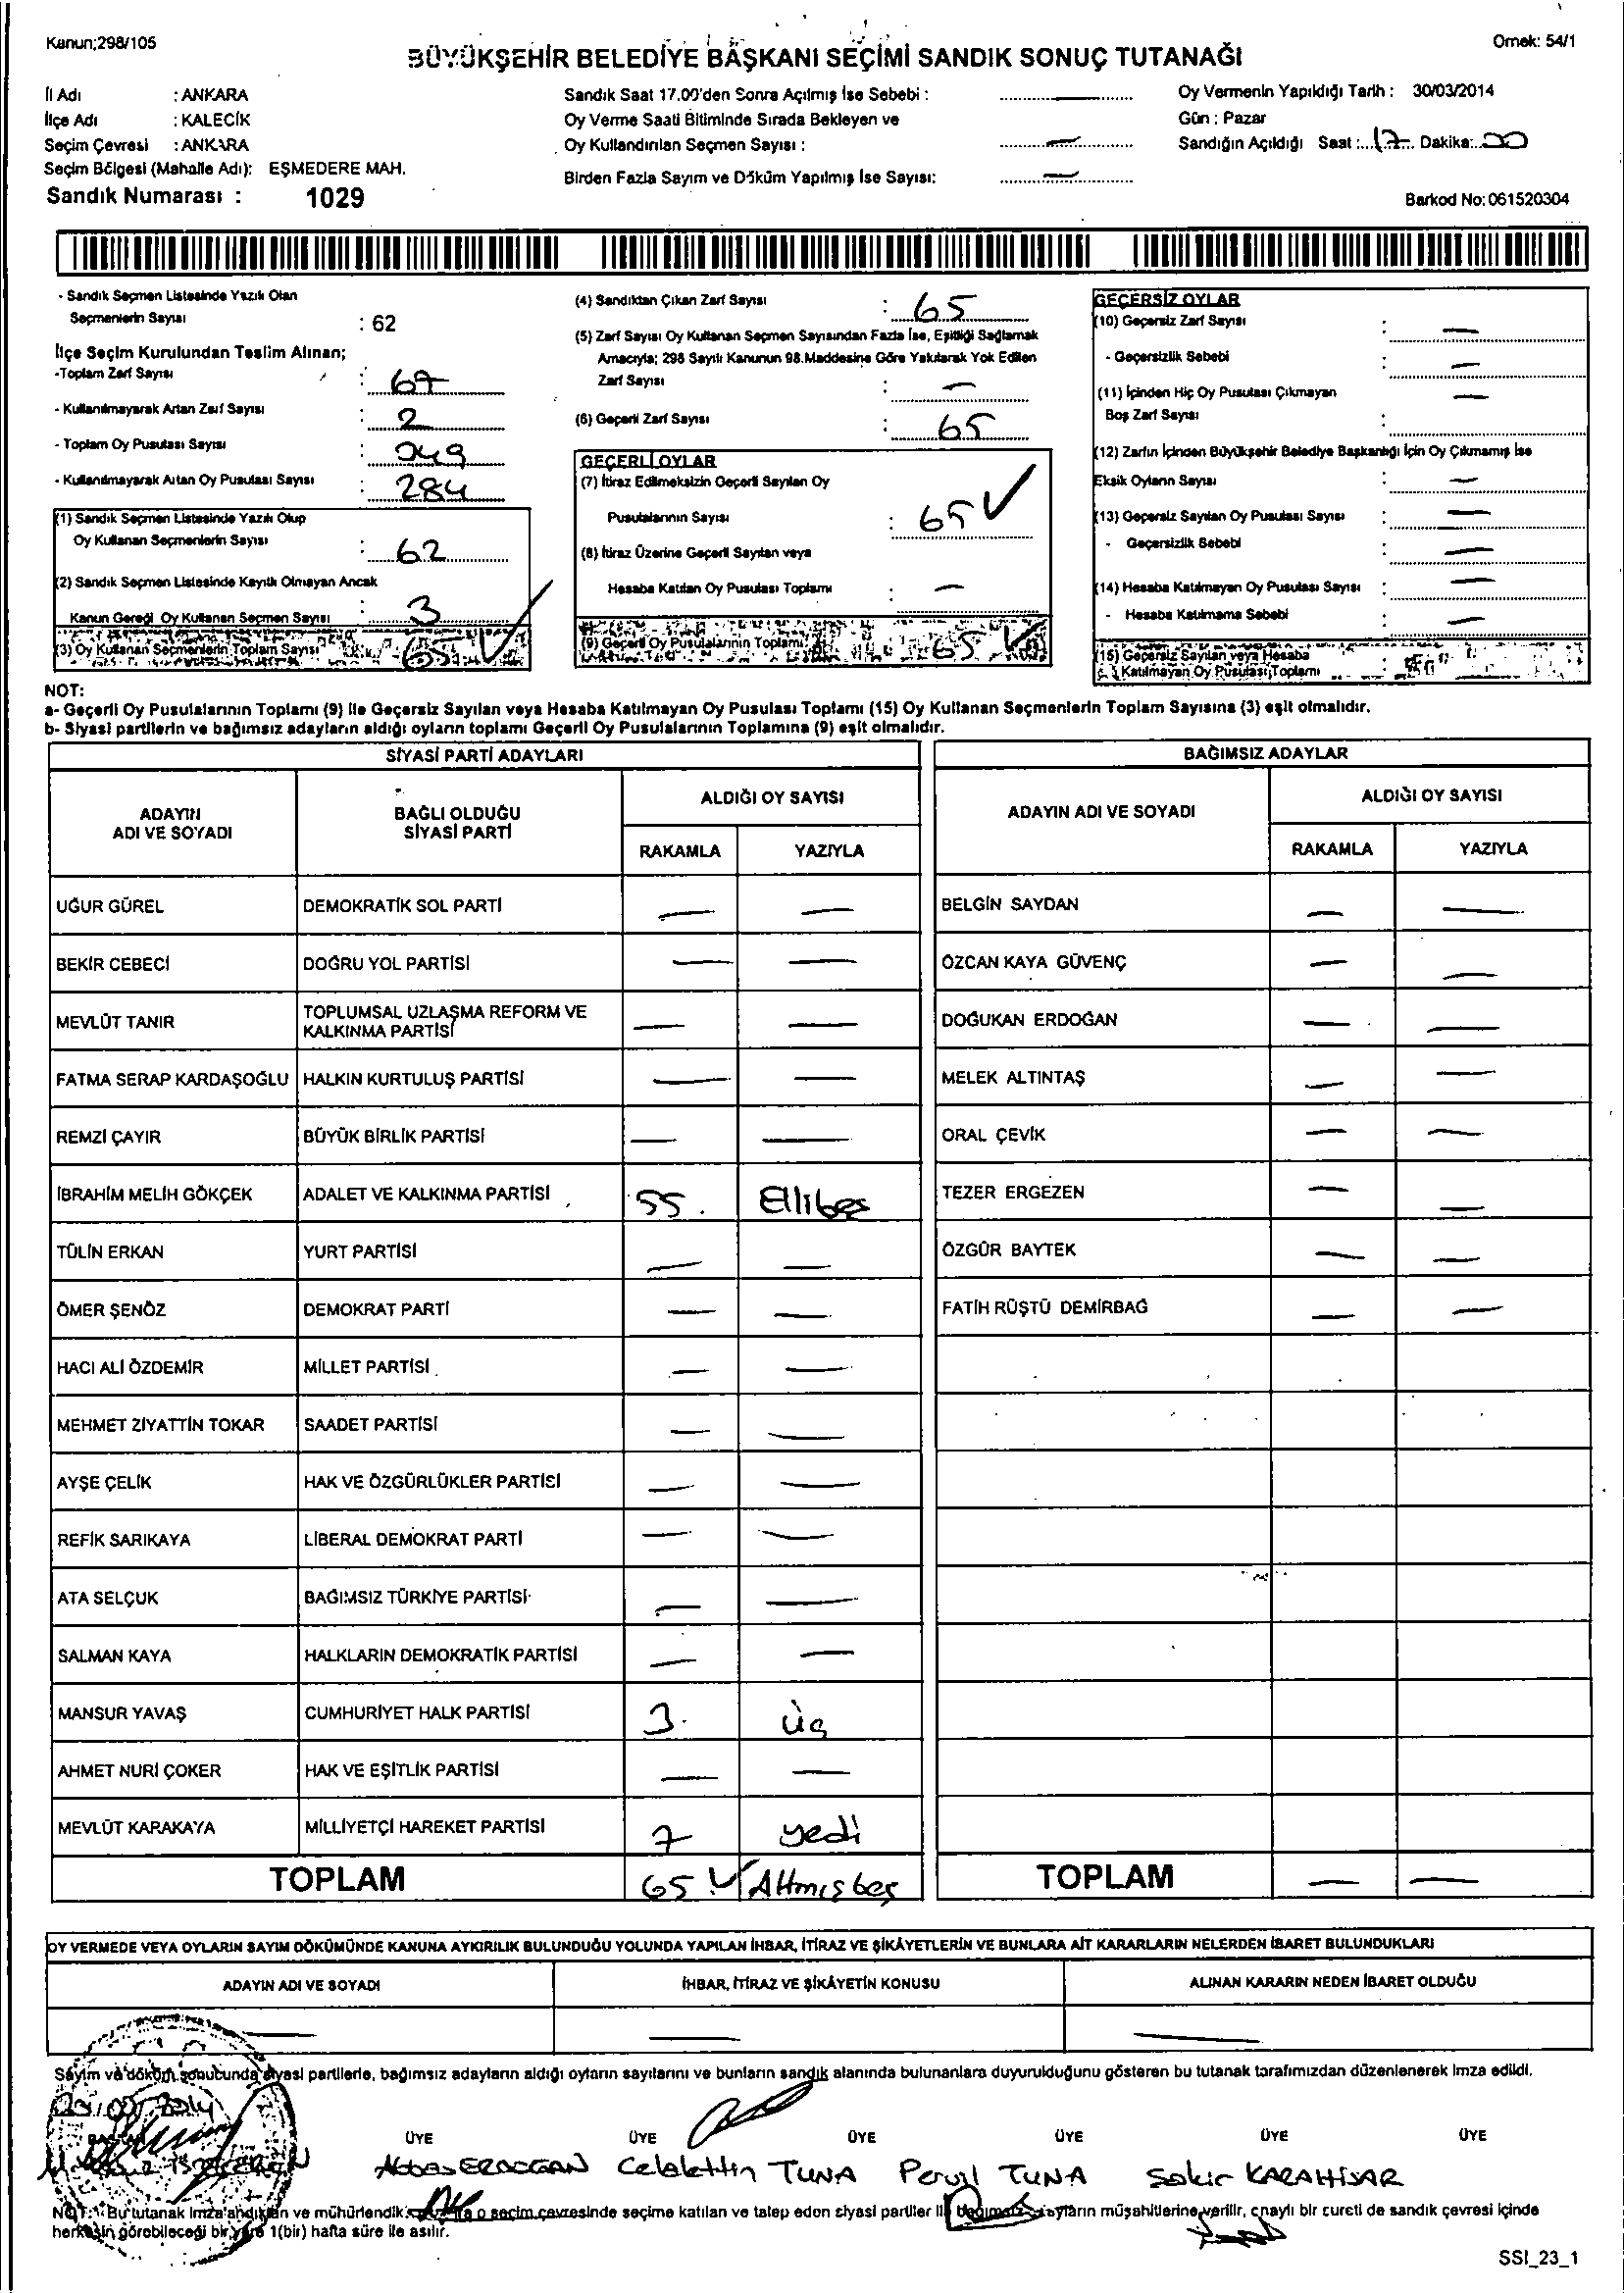 Kanun;298/105
Örnek: 54/1
BÜYÜKŞEHİR BELEDİYE BAŞKANI SEÇİMİ SANDIK SONUÇ TUTANAĞI
İl Adı : ANKARA
İlçe Adı : KALECİK
Seçim Çevresi : ANKARA
Seçim Bölgesi (Mahalle Adı): EŞMEDERE MAH.
Sandık Numarası : 1029
Sandık Saat 17.00'den Sonra Açılmış İse Sebebi : —
Oy Verme Saati Bitiminde Sırada Bekleyen ve
Oy Kullandırılan Seçmen Sayısı : —
Birden Fazla Sayım ve Döküm Yapılmış İse Sayısı: —
Oy Vermenin Yapıldığı Tarih : 30/03/2014
Gün : Pazar
Sandığın Açıldığı Saat : 17 Dakika: 00
Barkod No: 061520304
- Sandık Seçmen Listesinde Yazılı Olan
Seçmenlerin Sayısı : 62
İlçe Seçim Kurulundan Teslim Alınan;
-Toplam Zarf Sayısı : 67
- Kullanılmayarak Artan Zarf Sayısı : 2
- Toplam Oy Pusulası Sayısı : 349
- Kullanılmayarak Artan Oy Pusulası Sayısı : 284
(1) Sandık Seçmen Listesinde Yazılı Olup
Oy Kullanan Seçmenlerin Sayısı : 62
(2) Sandık Seçmen Listesinde Kayıtlı Olmayan Ancak
Kanun Gereği Oy Kullanan Seçmen Sayısı : 3
(3) Oy Kullanan Seçmenlerin Toplam Sayısı 65 ✓
(4) Sandıktan Çıkan Zarf Sayısı : 65
(5) Zarf Sayısı Oy Kullanan Seçmen Sayısından Fazla İse, Eşitliği Sağlamak
Amacıyla; 298 Sayılı Kanunun 98.Maddesine Göre Yakılarak Yok Edilen
Zarf Sayısı : —
(6) Geçerli Zarf Sayısı : 65
GEÇERLİ OYLAR
(7) İtiraz Edilmeksizin Geçerli Sayılan Oy
Pusulalarının Sayısı : 65 ✓
(8) İtiraz Üzerine Geçerli Sayılan veya
Hesaba Katılan Oy Pusulası Toplamı : —
(9) Geçerli Oy Pusulalarının Toplamı : 65 ✓
GEÇERSİZ OYLAR
(10) Geçersiz Zarf Sayısı : —
- Geçersizlik Sebebi : —
(11) İçinden Hiç Oy Pusulası Çıkmayan
Boş Zarf Sayısı : —
(12) Zarfın İçinden Büyükşehir Belediye Başkanlığı İçin Oy Çıkmamış İse
Eksik Oyların Sayısı : —
(13) Geçersiz Sayılan Oy Pusulası Sayısı : —
- Geçersizlik Sebebi : —
(14) Hesaba Katılmayan Oy Pusulası Sayısı : —
- Hesaba Katılmama Sebebi : —
(15) Geçersiz Sayılan veya Hesaba
Katılmayan Oy Pusulası Toplamı
NOT:
a- Geçerli Oy Pusulalarının Toplamı (9) ile Geçersiz Sayılan veya Hesaba Katılmayan Oy Pusulası Toplamı (15) Oy Kullanan Seçmenlerin Toplam Sayısına (3) eşit olmalıdır.
b- Siyasi partilerin ve bağımsız adayların aldığı oyların toplamı Geçerli Oy Pusulalarının Toplamına (9) eşit olmalıdır.
SİYASİ PARTİ ADAYLARI
ADAYIN ADI VE SOYADI BAĞLI OLDUĞU SİYASİ PARTİ ALDIĞI OY SAYISI
RAKAMLA YAZIYLA
UĞUR GÜREL DEMOKRATİK SOL PARTİ — —
BEKİR CEBECİ DOĞRU YOL PARTİSİ — —
MEVLÜT TANIR TOPLUMSAL UZLAŞMA REFORM VE KALKINMA PARTİSİ — —
FATMA SERAP KARDAŞOĞLU HALKIN KURTULUŞ PARTİSİ — —
REMZİ ÇAYIR BÜYÜK BİRLİK PARTİSİ — —
İBRAHİM MELİH GÖKÇEK ADALET VE KALKINMA PARTİSİ 55 Ellibeş
TÜLİN ERKAN YURT PARTİSİ — —
ÖMER ŞENÖZ DEMOKRAT PARTİ — —
HACI ALİ ÖZDEMİR MİLLET PARTİSİ — —
MEHMET ZİYATTİN TOKAR SAADET PARTİSİ — —
AYŞE ÇELİK HAK VE ÖZGÜRLÜKLER PARTİSİ — —
REFİK SARIKAYA LİBERAL DEMOKRAT PARTİ — —
ATA SELÇUK BAĞIMSIZ TÜRKİYE PARTİSİ — —
SALMAN KAYA HALKLARIN DEMOKRATİK PARTİSİ — —
MANSUR YAVAŞ CUMHURİYET HALK PARTİSİ 3 üç
AHMET NURİ ÇOKER HAK VE EŞİTLİK PARTİSİ — —
MEVLÜT KARAKAYA MİLLİYETÇİ HAREKET PARTİSİ 7 yedi
TOPLAM 65 ✓ Altmışbeş
BAĞIMSIZ ADAYLAR
ADAYIN ADI VE SOYADI ALDIĞI OY SAYISI
RAKAMLA YAZIYLA
BELGİN SAYDAN — —
ÖZCAN KAYA GÜVENÇ — —
DOĞUKAN ERDOĞAN — —
MELEK ALTINTAŞ — —
ORAL ÇEVİK — —
TEZER ERGEZEN — —
ÖZGÜR BAYTEK — —
FATİH RÜŞTÜ DEMİRBAĞ — —
TOPLAM — —
OY VERMEDE VEYA OYLARIN SAYIM DÖKÜMÜNDE KANUNA AYKIRILIK BULUNDUĞU YOLUNDA YAPILAN İHBAR, İTİRAZ VE ŞİKÂYETLERİN VE BUNLARA AİT KARARLARIN NELERDEN İBARET BULUNDUKLARI
ADAYIN ADI VE SOYADI İHBAR, İTİRAZ VE ŞİKÂYETİN KONUSU ALINAN KARARIN NEDEN İBARET OLDUĞU
— — —
Sayım ve döküm sonucunda siyasi partilerle, bağımsız adayların aldığı oyların sayılarını ve bunların sandık alanında bulunanlara duyurulduğunu gösteren bu tutanak tarafımızdan düzenlenerek imza edildi.
ÜYE ÜYE ÜYE ÜYE ÜYE ÜYE
Abbas ERDOGAN Celalettin TUNA Pervil TUNA Sakir KARAHİSAR
NOT: Bu tutanak imzalandıktan ve mühürlendik o seçim çevresinde seçime katılan ve talep eden siyasi partiler ile bağımsız adayların müşahitlerine verilir, onaylı bir sureti de sandık çevresi içinde
herkesin görebileceği bir yere 1(bir) hafta süre ile asılır.
SSI_23_1